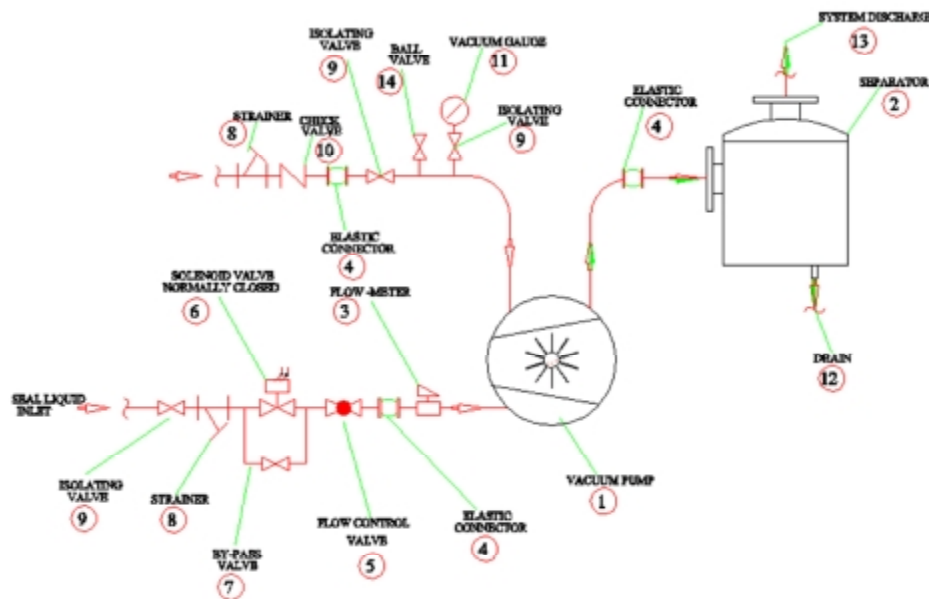 SYSTEM DISCHARGE
13
ISOLATING
VALVE
9
BALL
VALVE
14
VACUUM GAUGE
11
ELASTIC
CONNECTOR
4
SEPARATOR
2
STRAINER
8
CHECK
VALVE
10
ISOLATING
VALVE
9
ELASTIC
CONNECTOR
4
SOLENOID VALVE
NORMALLY CLOSED
6
FLOW-METER
3
DRAIN
12
SEAL LIQUID
INLET
ISOLATING
VALVE
9
STRAINER
8
BY-PASS
VALVE
7
FLOW CONTROL
VALVE
5
ELASTIC
CONNECTOR
4
VACUUM PUMP
1